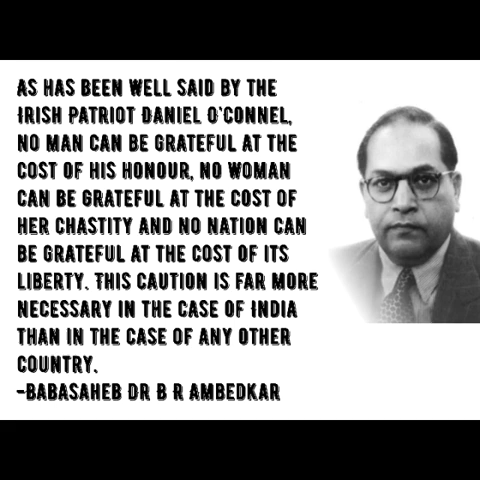 AS HAS BEEN WELL SAID BY THE
IRISH PATRIOT DANIEL O'CONNEL,
NO MAN CAN BE GRATEFUL AT THE
COST OF HIS HONOUR, NO WOMAN
CAN BE GRATEFUL AT THE COST OF
HER CHASTITY AND NO NATION CAN
BE GRATEFUL AT THE COST OF ITS
LIBERTY. THIS CAUTION IS FAR MORE
NECESSARY IN THE CASE OF INDIA
THAN IN THE CASE OF ANY OTHER
COUNTRY.
-BABASAHEB DR B R AMBEDKAR